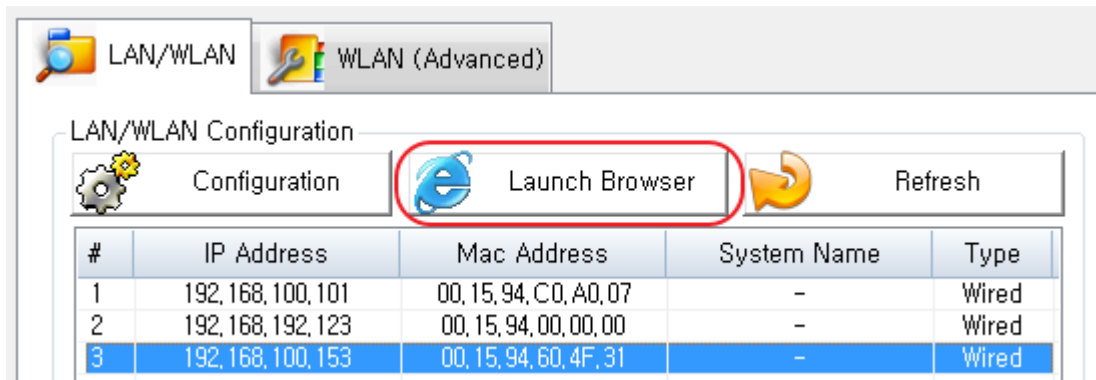 LAN/WLAN WLAN (Advanced)
LAN/WLAN Configuration
Configuration Launch Browser Refresh
# IP Address Mac Address System Name Type
1 192,168,100,101 00,15,94,C0,A0,07 - Wired
2 192,168,192,123 00,15,94,00,00,00 - Wired
3 192,168,100,153 00,15,94,60,4F,31 - Wired